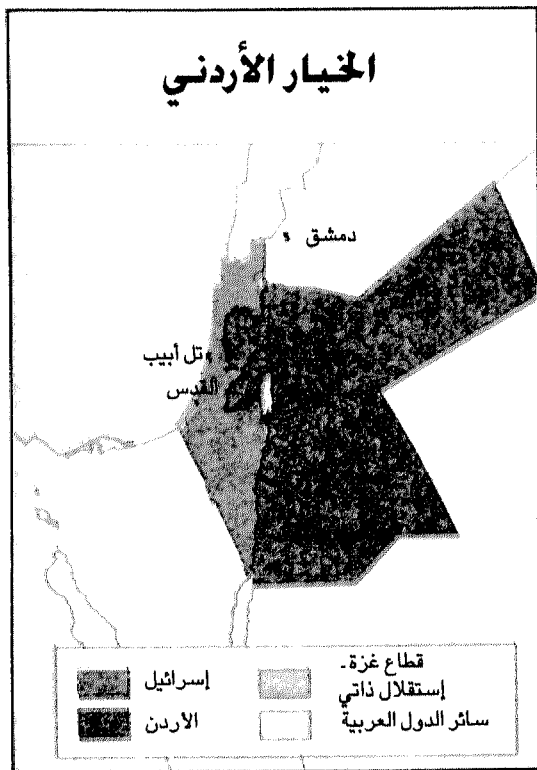 الخيار الأردني
دمشق
تل أبيب
القدس
قطاع غزة -
إستقلال ذاتي
إسرائيل
سائر الدول العربية
الأردن